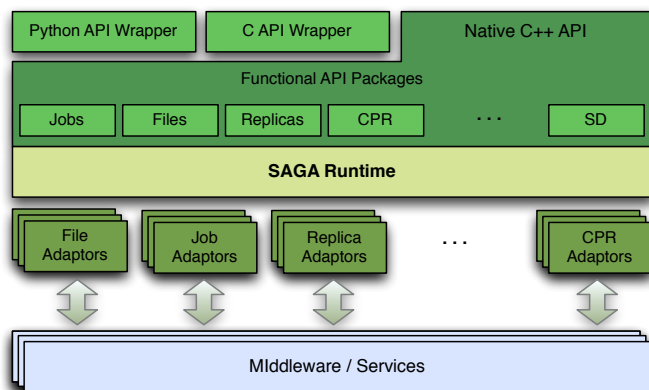 Python API Wrapper
C API Wrapper
Native C++ API
Functional API Packages
Jobs
Files
Replicas
CPR
. . .
SD
SAGA Runtime
File
Adaptors
Job
Adaptors
Replica
Adaptors
. . .
CPR
Adaptors
MIddleware / Services